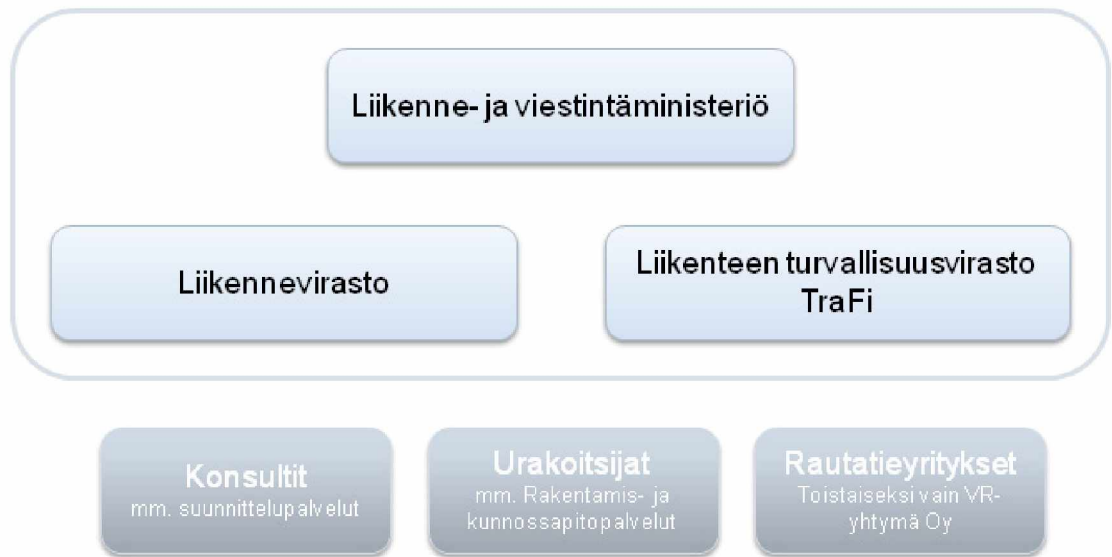 Liikenne- ja viestintäministeriö
Liikennevirasto
Liikenteen turvallisuusvirasto
TraFi
Konsultit
mm. suunnittelupalvelut
Urakoitsijat
mm. Rakentamis- ja
kunnossapitopalvelut
Rautatieyritykset
Toistaiseksi vain VR-
yhtymä Oy